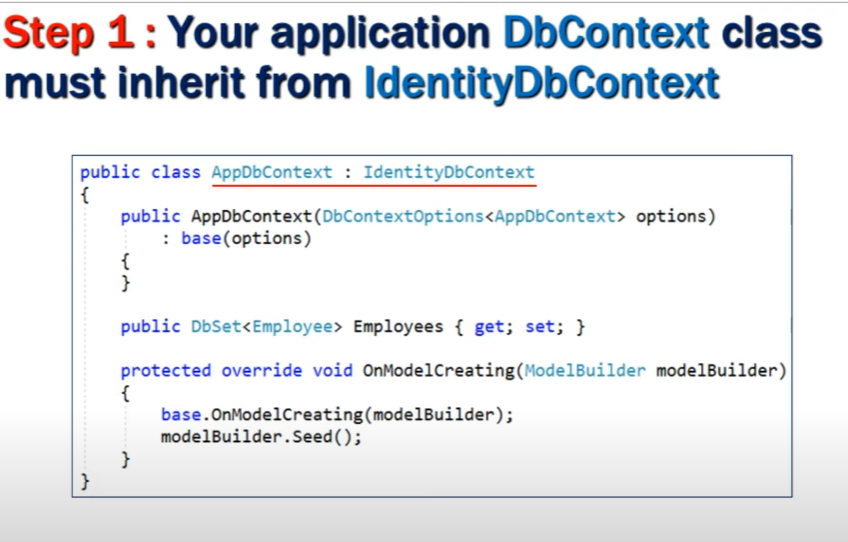 Step 1 : Your application DbContext class
must inherit from IdentityDbContext
public class AppDbContext : IdentityDbContext
{
    public AppDbContext(DbContextOptions<AppDbContext> options)
        : base(options)
    {
    }
    public DbSet<Employee> Employees { get; set; }
    protected override void OnModelCreating(ModelBuilder modelBuilder)
    {
        base.OnModelCreating(modelBuilder);
        modelBuilder.Seed();
    }
}